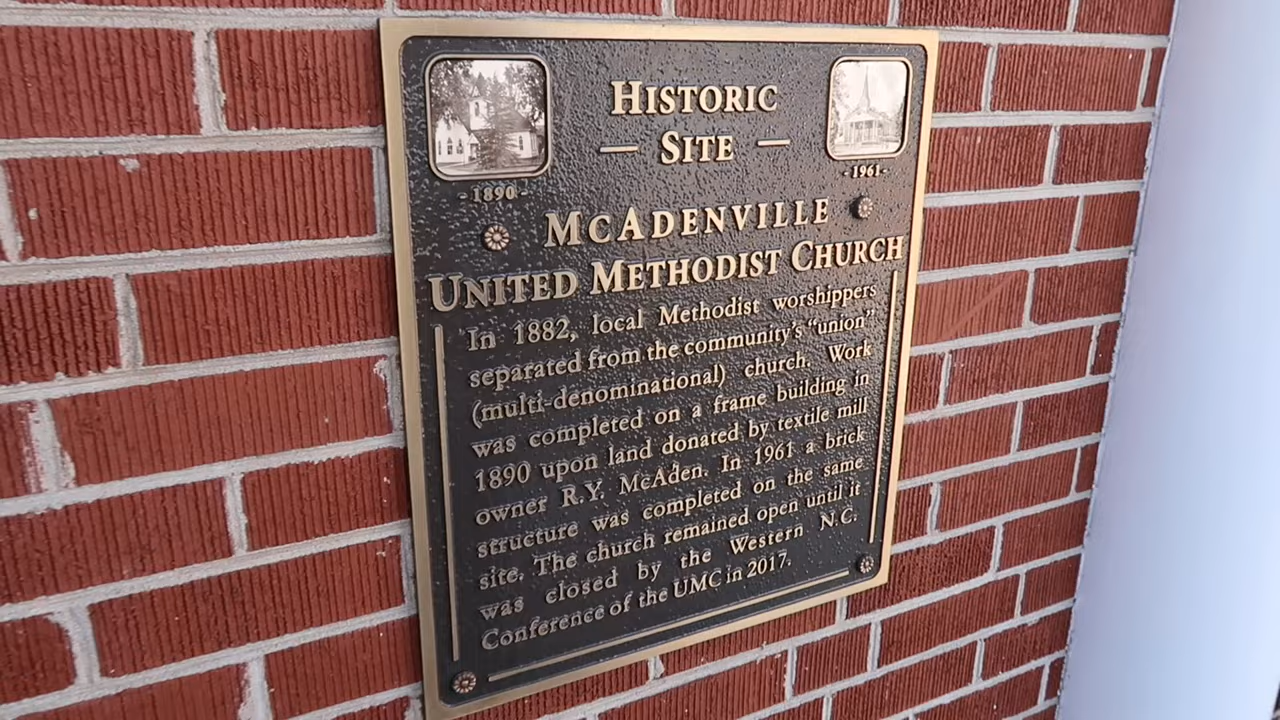 HISTORIC
SITE
- 1890 -
- 1961 -
MCADENVILLE
UNITED METHODIST CHURCH
In 1882, local Methodist worshippers
separated from the community's "union"
(multi-denominational) church. Work
was completed on a frame building in
1890 upon land donated by textile mill
owner R.Y. McAden. In 1961 a brick
structure was completed on the same
site. The church remained open until it
was closed by the Western N.C.
Conference of the UMC in 2017.